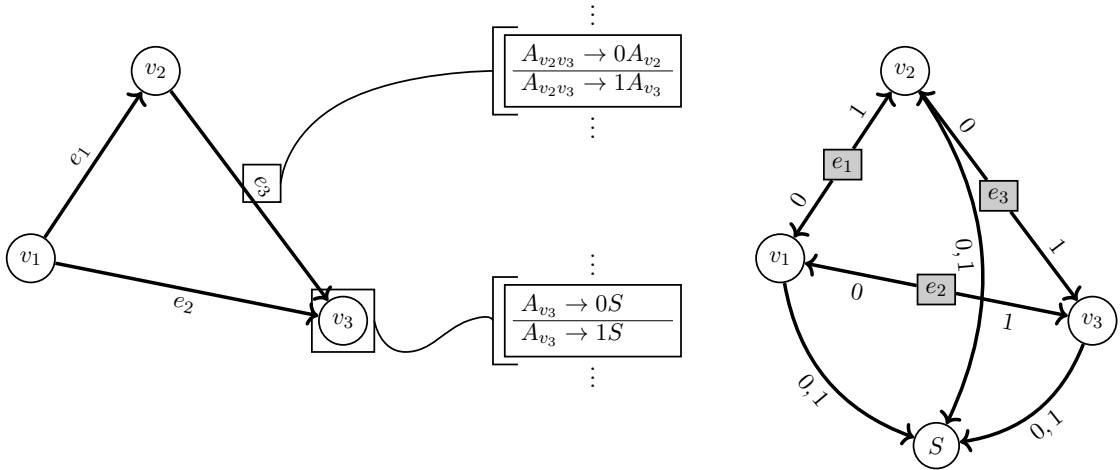 v₂
e₁
e₃
v₁
e₂
v₃
⋮
A_{v₂v₃} → 0A_{v₂}
A_{v₂v₃} → 1A_{v₃}
⋮
⋮
A_{v₃} → 0S
A_{v₃} → 1S
⋮
v₂
1
0
e₁
e₃
0
1
0,1
v₁
e₂
0
1
v₃
0,1
0,1
S